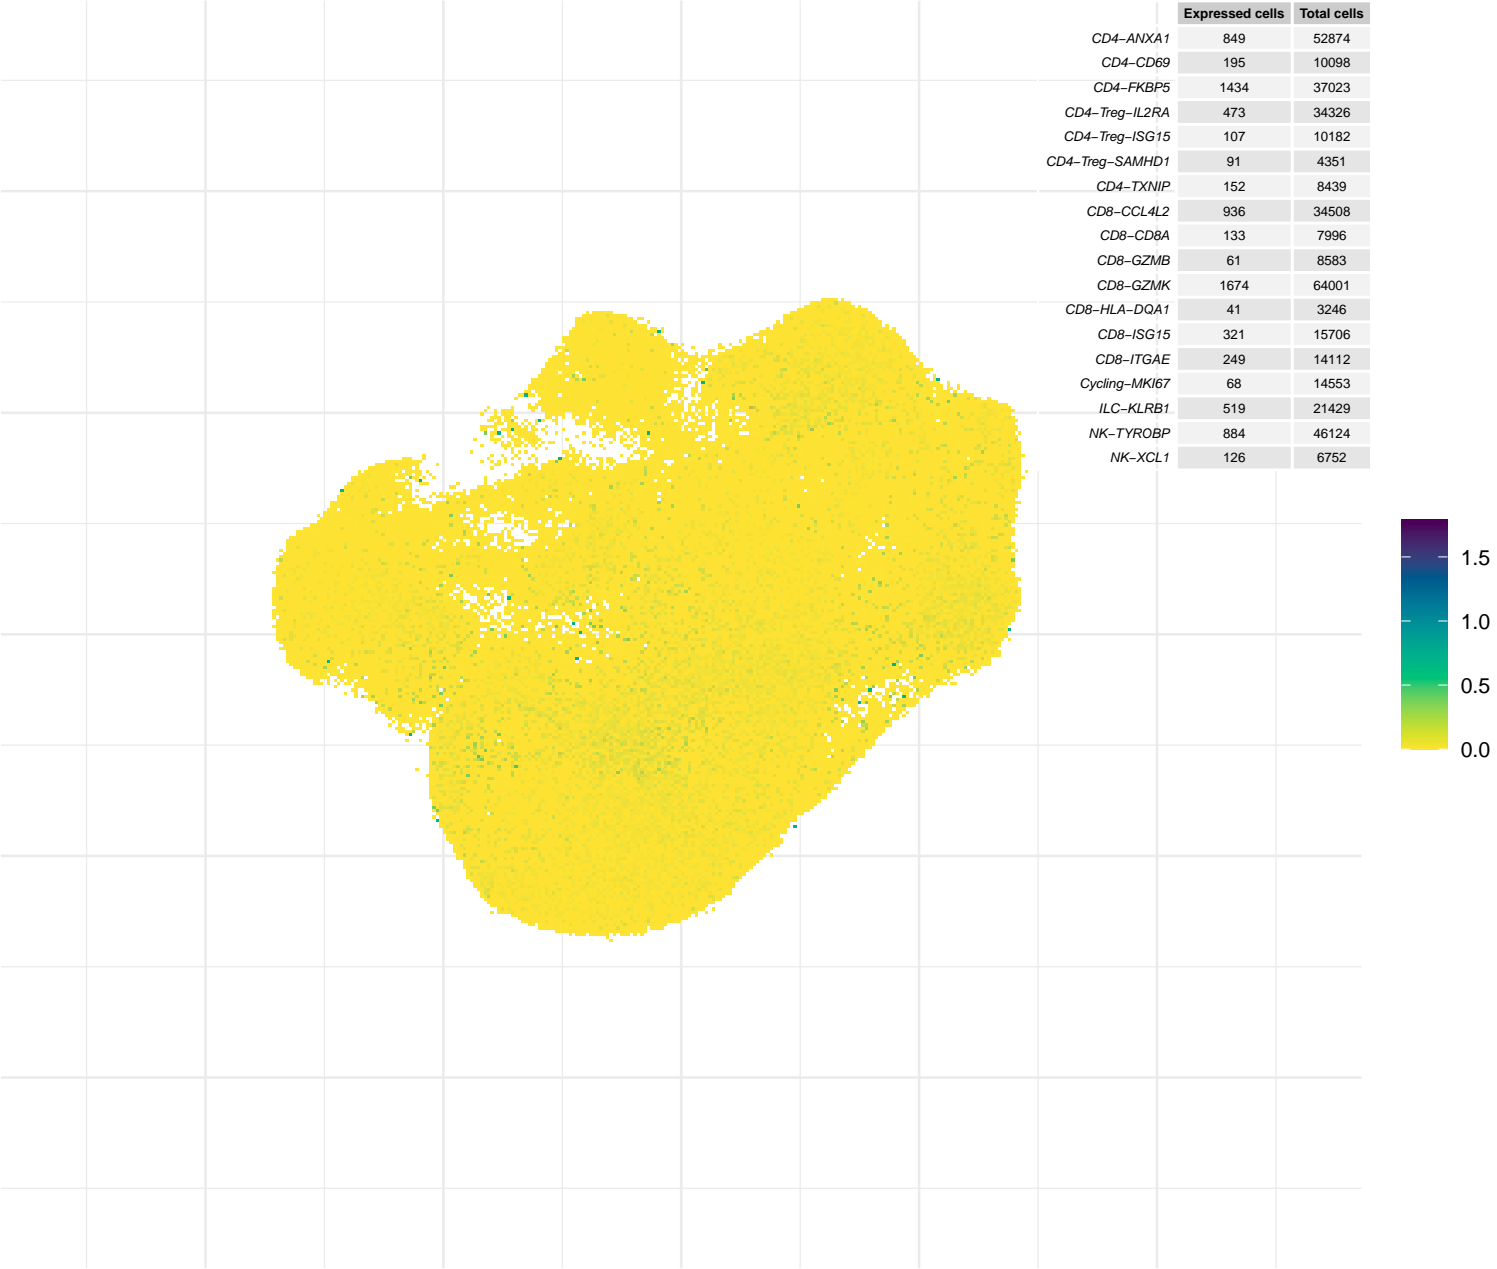 Expressed cells Total cells
CD4−ANXA1 849 52874
CD4−CD69 195 10098
CD4−FKBP5 1434 37023
CD4−Treg−IL2RA 473 34326
CD4−Treg−ISG15 107 10182
CD4−Treg−SAMHD1 91 4351
CD4−TXNIP 152 8439
CD8−CCL4L2 936 34508
CD8−CD8A 133 7996
CD8−GZMB 61 8583
CD8−GZMK 1674 64001
CD8−HLA−DQA1 41 3246
CD8−ISG15 321 15706
CD8−ITGAE 249 14112
Cycling−MKI67 68 14553
ILC−KLRB1 519 21429
NK−TYROBP 884 46124
NK−XCL1 126 6752
1.5
1.0
0.5
0.0